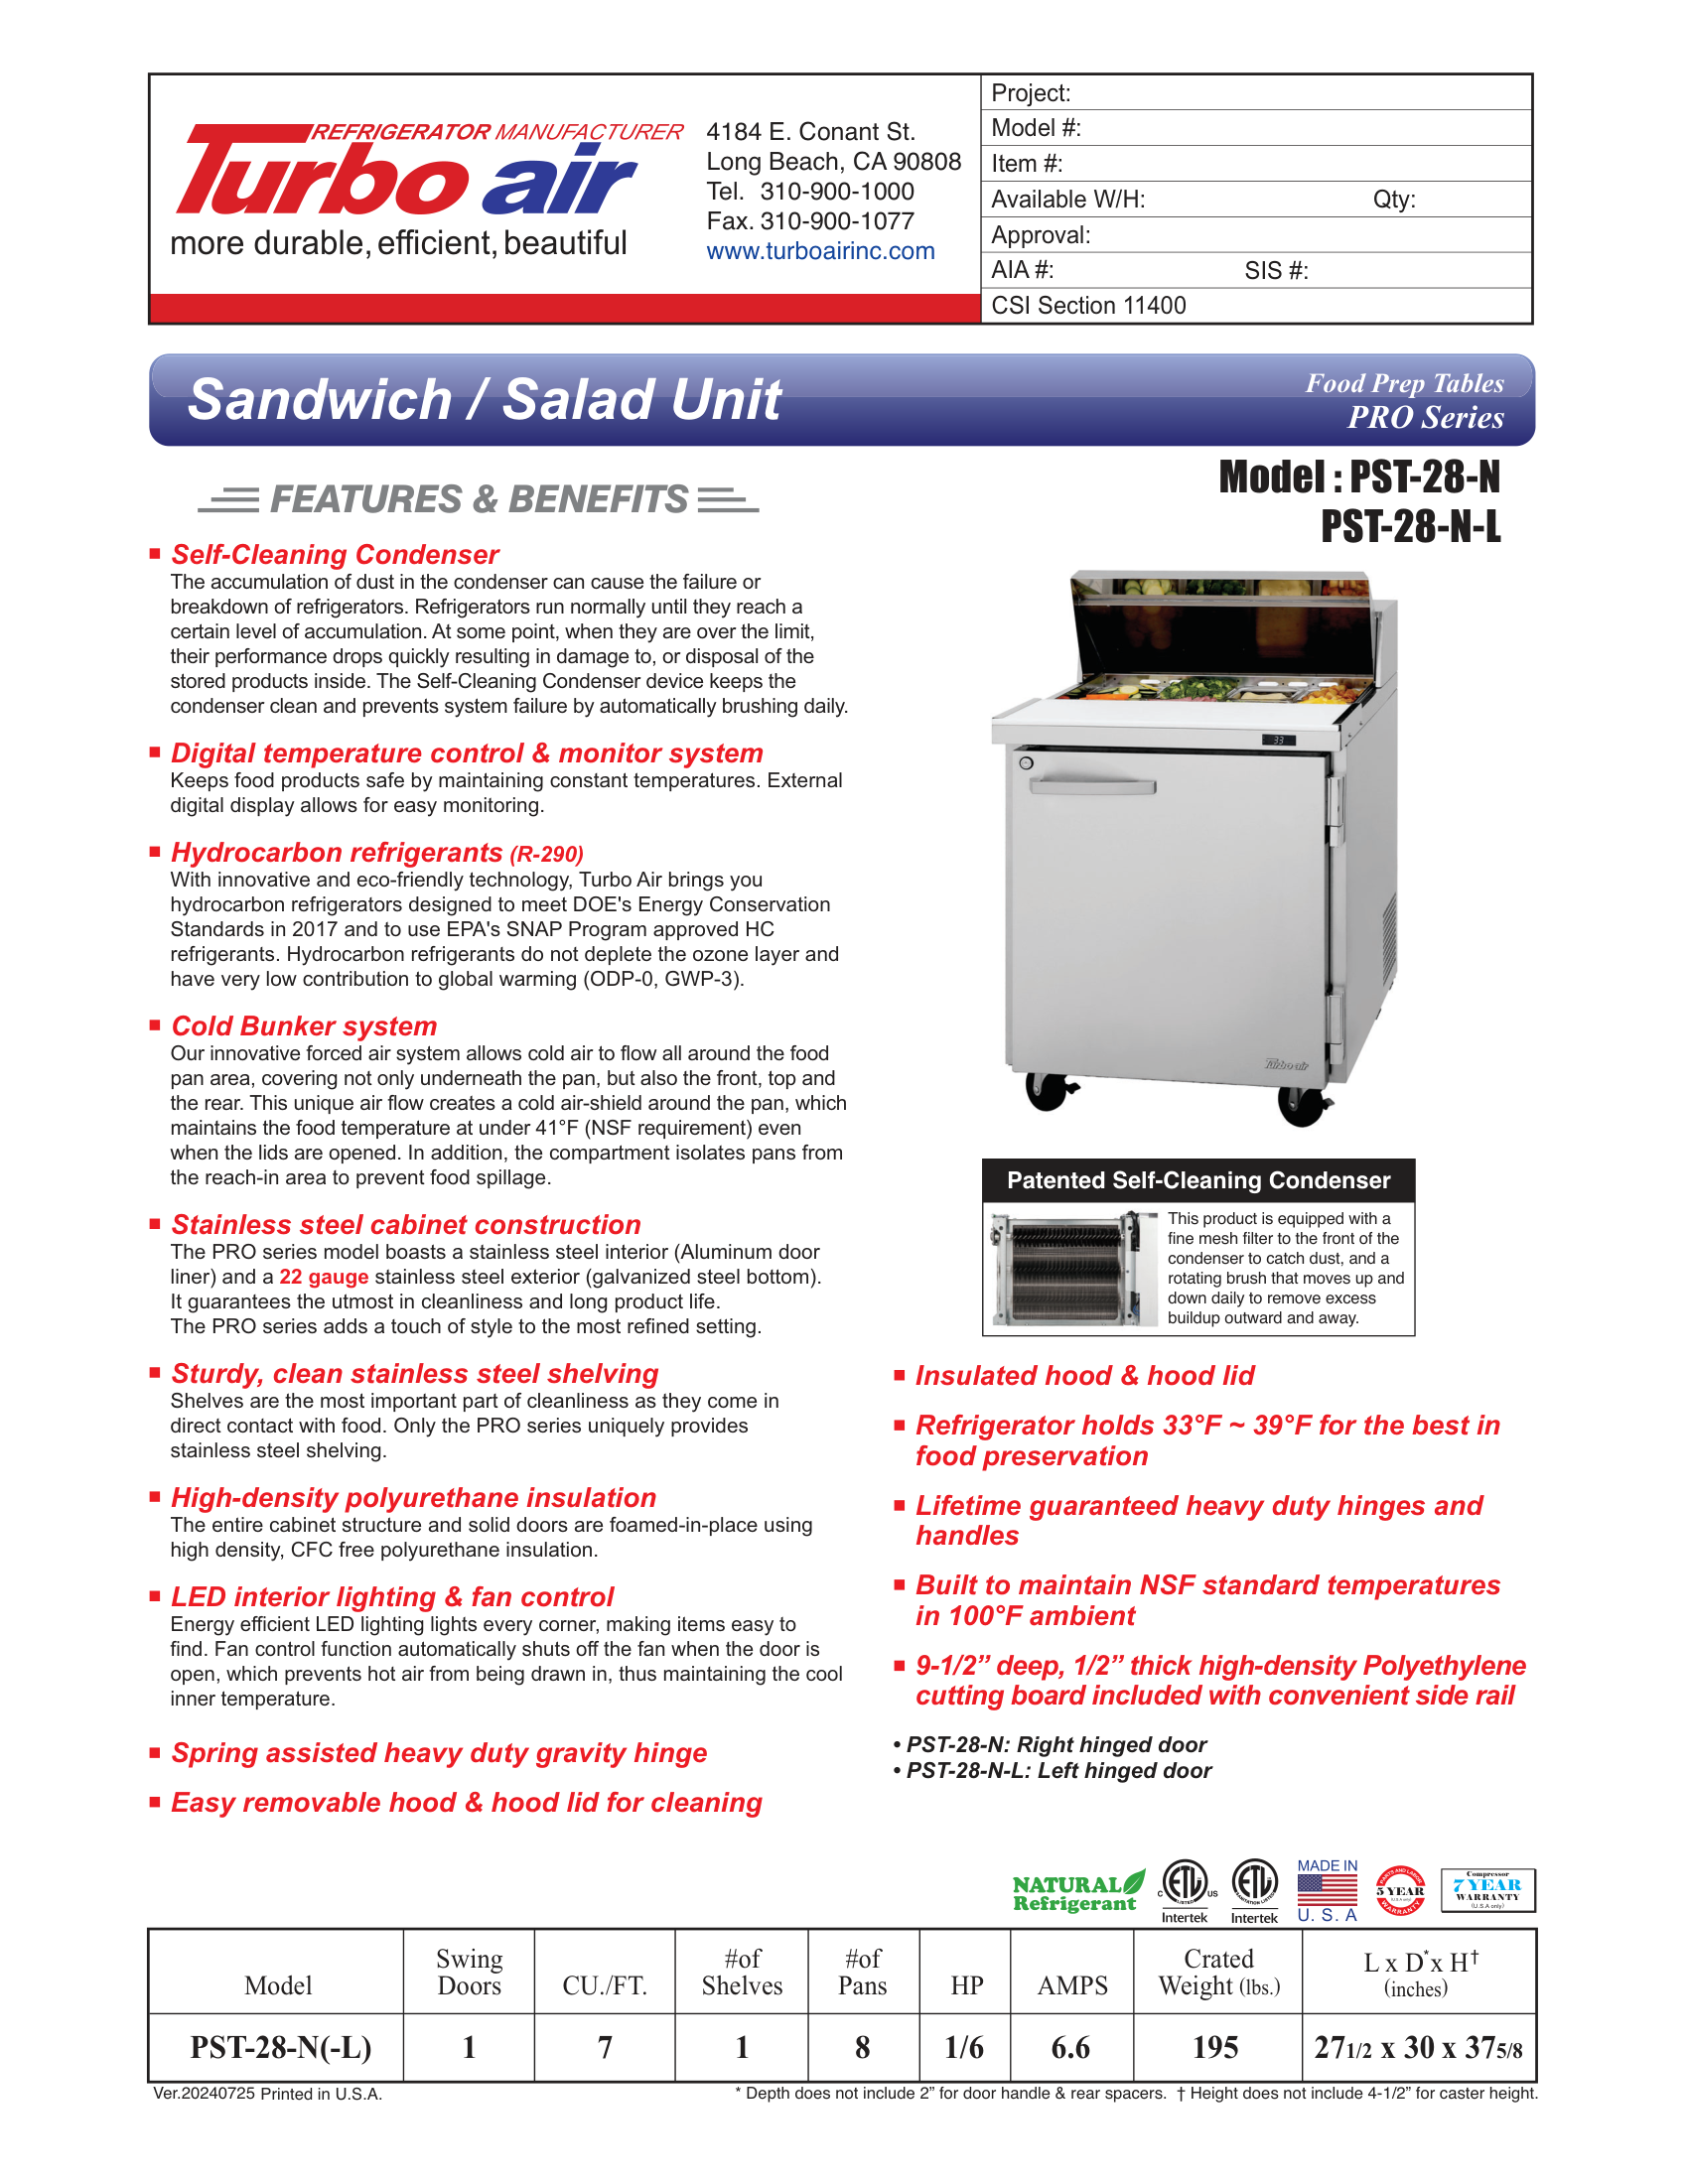 REFRIGERATOR MANUFACTURER
Turbo air
more durable, efficient, beautiful
4184 E. Conant St.
Long Beach, CA 90808
Tel. 310-900-1000
Fax. 310-900-1077
www.turboairinc.com
Project:
Model #:
Item #:
Available W/H: Qty:
Approval:
AIA #: SIS #:
CSI Section 11400
Sandwich / Salad Unit
Food Prep Tables
PRO Series
Model : PST-28-N
PST-28-N-L
FEATURES & BENEFITS
Self-Cleaning Condenser
The accumulation of dust in the condenser can cause the failure or
breakdown of refrigerators. Refrigerators run normally until they reach a
certain level of accumulation. At some point, when they are over the limit,
their performance drops quickly resulting in damage to, or disposal of the
stored products inside. The Self-Cleaning Condenser device keeps the
condenser clean and prevents system failure by automatically brushing daily.
Digital temperature control & monitor system
Keeps food products safe by maintaining constant temperatures. External
digital display allows for easy monitoring.
Hydrocarbon refrigerants (R-290)
With innovative and eco-friendly technology, Turbo Air brings you
hydrocarbon refrigerators designed to meet DOE's Energy Conservation
Standards in 2017 and to use EPA's SNAP Program approved HC
refrigerants. Hydrocarbon refrigerants do not deplete the ozone layer and
have very low contribution to global warming (ODP-0, GWP-3).
Cold Bunker system
Our innovative forced air system allows cold air to flow all around the food
pan area, covering not only underneath the pan, but also the front, top and
the rear. This unique air flow creates a cold air-shield around the pan, which
maintains the food temperature at under 41°F (NSF requirement) even
when the lids are opened. In addition, the compartment isolates pans from
the reach-in area to prevent food spillage.
Stainless steel cabinet construction
The PRO series model boasts a stainless steel interior (Aluminum door
liner) and a 22 gauge stainless steel exterior (galvanized steel bottom).
It guarantees the utmost in cleanliness and long product life.
The PRO series adds a touch of style to the most refined setting.
Sturdy, clean stainless steel shelving
Shelves are the most important part of cleanliness as they come in
direct contact with food. Only the PRO series uniquely provides
stainless steel shelving.
High-density polyurethane insulation
The entire cabinet structure and solid doors are foamed-in-place using
high density, CFC free polyurethane insulation.
LED interior lighting & fan control
Energy efficient LED lighting lights every corner, making items easy to
find. Fan control function automatically shuts off the fan when the door is
open, which prevents hot air from being drawn in, thus maintaining the cool
inner temperature.
Spring assisted heavy duty gravity hinge
Easy removable hood & hood lid for cleaning
33
Turbo air
Patented Self-Cleaning Condenser
This product is equipped with a
fine mesh filter to the front of the
condenser to catch dust, and a
rotating brush that moves up and
down daily to remove excess
buildup outward and away.
Insulated hood & hood lid
Refrigerator holds 33°F ~ 39°F for the best in
food preservation
Lifetime guaranteed heavy duty hinges and
handles
Built to maintain NSF standard temperatures
in 100°F ambient
9-1/2” deep, 1/2” thick high-density Polyethylene
cutting board included with convenient side rail
• PST-28-N: Right hinged door
• PST-28-N-L: Left hinged door
NATURAL
Refrigerant
C ETL US
LISTED
Intertek
ETL
SANITATION LISTED
Intertek
MADE IN
U. S. A
PARTS AND LABOR
5 YEAR
(U.S.A only)
WARRANTY
Compressor
7 YEAR
WARRANTY
(U.S.A only)
Model Swing Doors CU./FT. #of Shelves #of Pans HP AMPS Crated Weight (lbs.) L x D* x H† (inches)
PST-28-N(-L) 1 7 1 8 1/6 6.6 195 27 1/2 x 30 x 37 5/8
Ver.20240725 Printed in U.S.A.
* Depth does not include 2” for door handle & rear spacers. † Height does not include 4-1/2” for caster height.